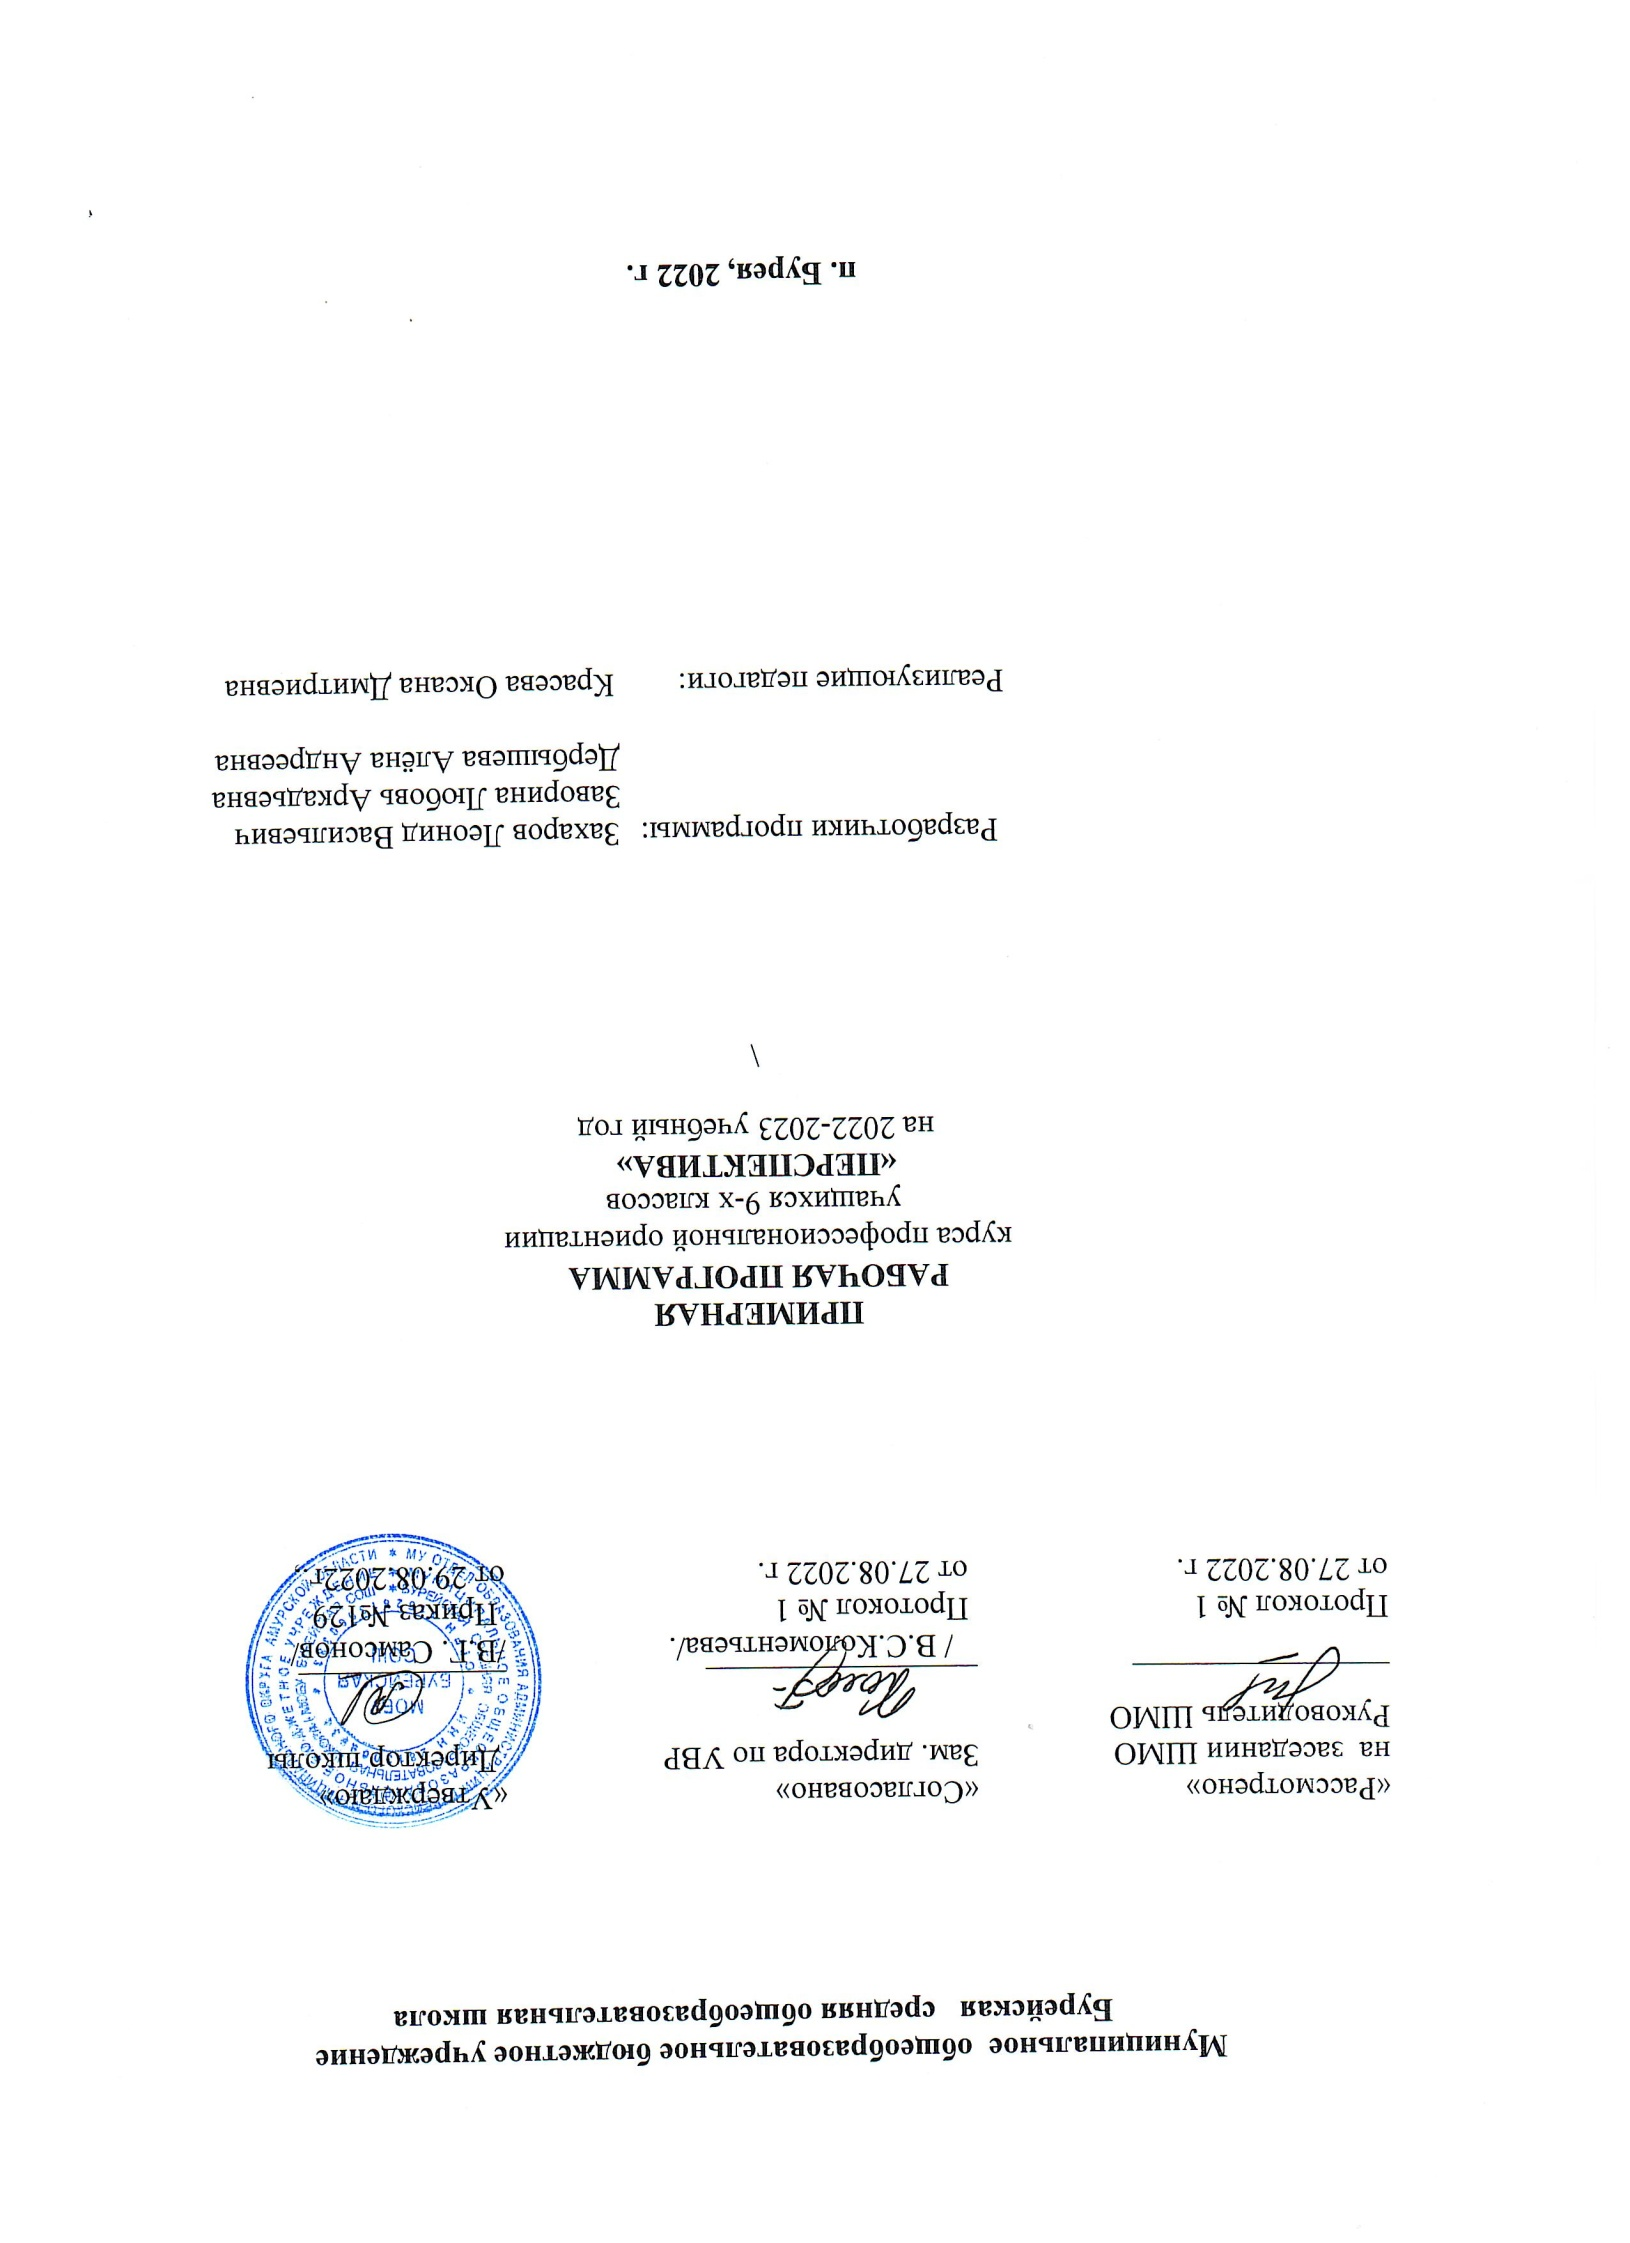 Муниципальное общеобразовательное бюджетное учреждение
Бурейская средняя общеобразовательная школа
«Рассмотрено»
на заседании ШМО
Руководитель ШМО
Протокол № 1
от 27.08.2022 г.
«Согласовано»
Зам. директора по УВР
/ В.С.Коломентьева/.
Протокол № 1
от 27.08.2022 г.
«Утверждаю»
Директор школы
/В.Г. Самсонов/
Приказ №129
от 29.08.2022г.
МОБУ
БУРЕЙСКАЯ
СОШ
ПРИМЕРНАЯ
РАБОЧАЯ ПРОГРАММА
курса профессиональной ориентации
учащихся 9-х классов
«ПЕРСПЕКТИВА»
на 2022-2023 учебный год
\
Разработчики программы: Захаров Леонид Васильевич
Заворина Любовь Аркадьевна
Дербышева Алёна Андреевна
Реализующие педагоги: Красева Оксана Дмитриевна
п. Бурея, 2022 г.